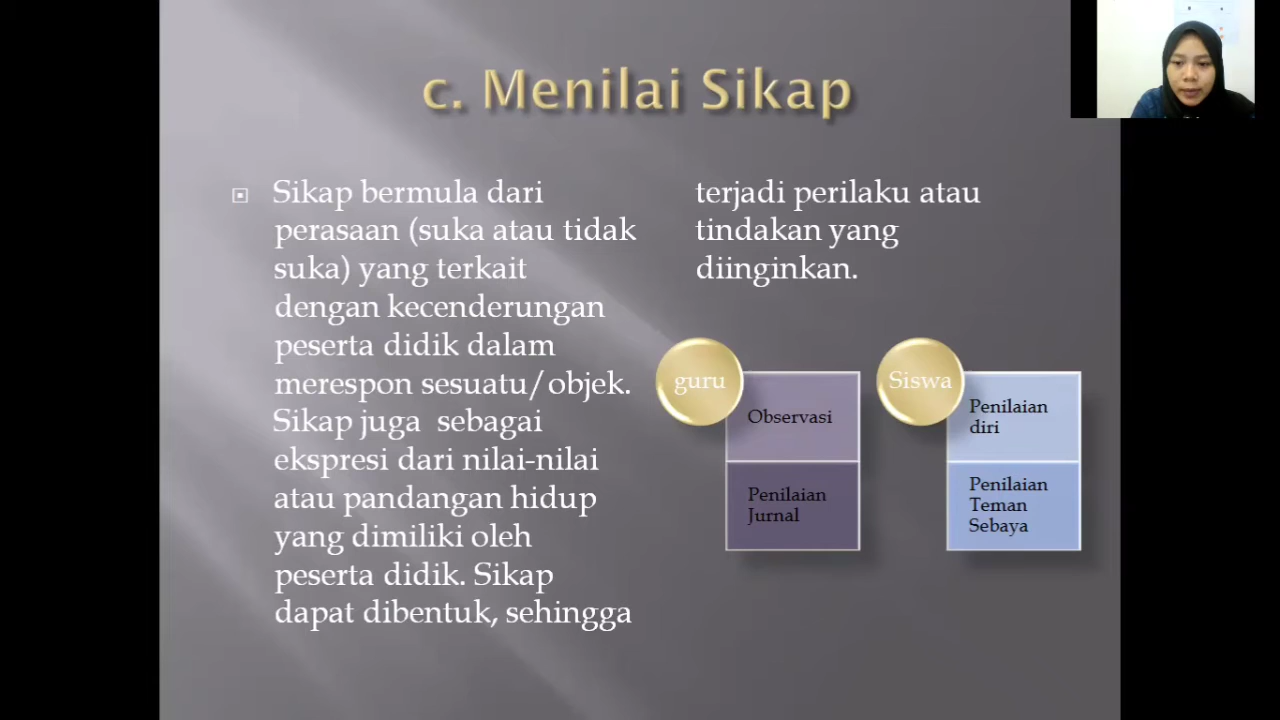 c. Menilai Sikap
Sikap bermula dari
perasaan (suka atau tidak
suka) yang terkait
dengan kecenderungan
peserta didik dalam
merespon sesuatu/objek.
Sikap juga  sebagai
ekspresi dari nilai-nilai
atau pandangan hidup
yang dimiliki oleh
peserta didik. Sikap
dapat dibentuk, sehingga
terjadi perilaku atau
tindakan yang
diinginkan.
guru
Observasi
Penilaian
Jurnal
Siswa
Penilaian
diri
Penilaian
Teman
Sebaya